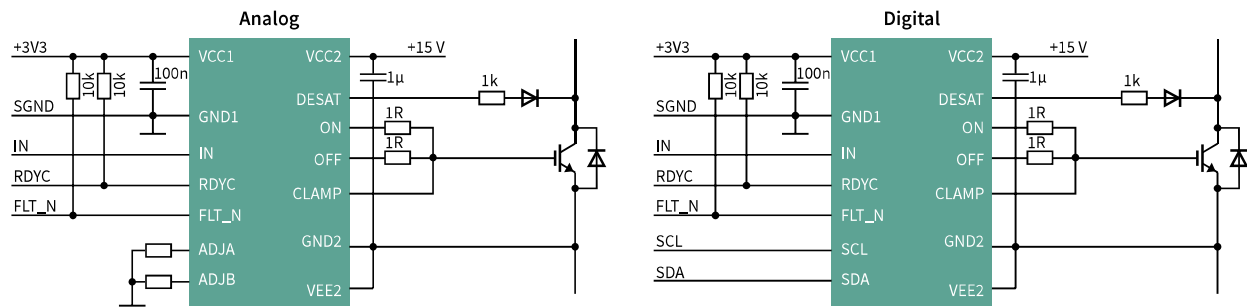 Analog
+3V3
10k
10k
100n
VCC1
VCC2
+15 V
1µ
1k
DESAT
SGND
GND1
ON
1R
IN
IN
OFF
1R
RDYC
RDYC
CLAMP
FLT_N
FLT_N
ADJA
GND2
ADJB
VEE2
Digital
+3V3
10k
10k
100n
VCC1
VCC2
+15 V
1µ
1k
DESAT
SGND
GND1
ON
1R
IN
IN
OFF
1R
RDYC
RDYC
CLAMP
FLT_N
FLT_N
SCL
SCL
GND2
SDA
SDA
VEE2